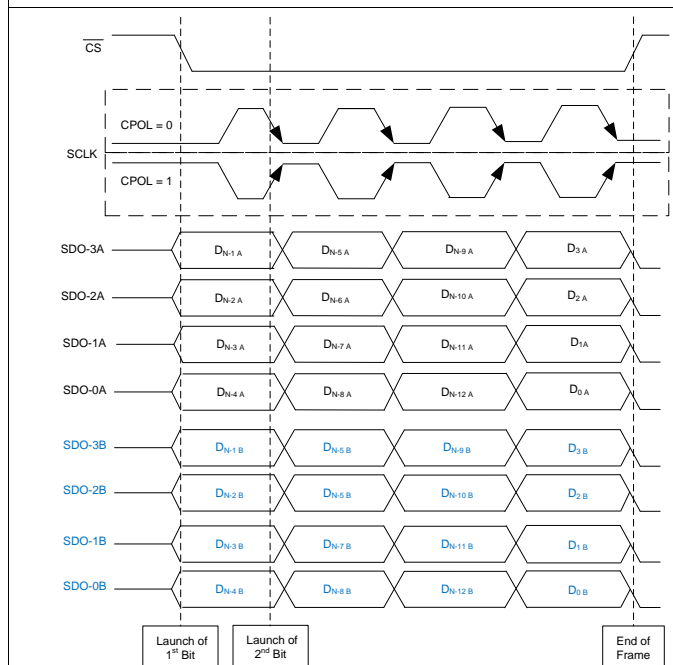 CS
CPOL = 0
SCLK
CPOL = 1
SDO-3A DN-1 A DN-5 A DN-9 A D3 A
SDO-2A DN-2 A DN-6 A DN-10 A D2 A
SDO-1A DN-3 A DN-7 A DN-11 A D1A
SDO-0A DN-4 A DN-8 A DN-12 A D0 A
SDO-3B DN-1 B DN-5 B DN-9 B D3 B
SDO-2B DN-2 B DN-5 B DN-10 B D2 B
SDO-1B DN-3 B DN-7 B DN-11 B D1 B
SDO-0B DN-4 B DN-8 B DN-12 B D0 B
Launch of
1st Bit
Launch of
2nd Bit
End of
Frame